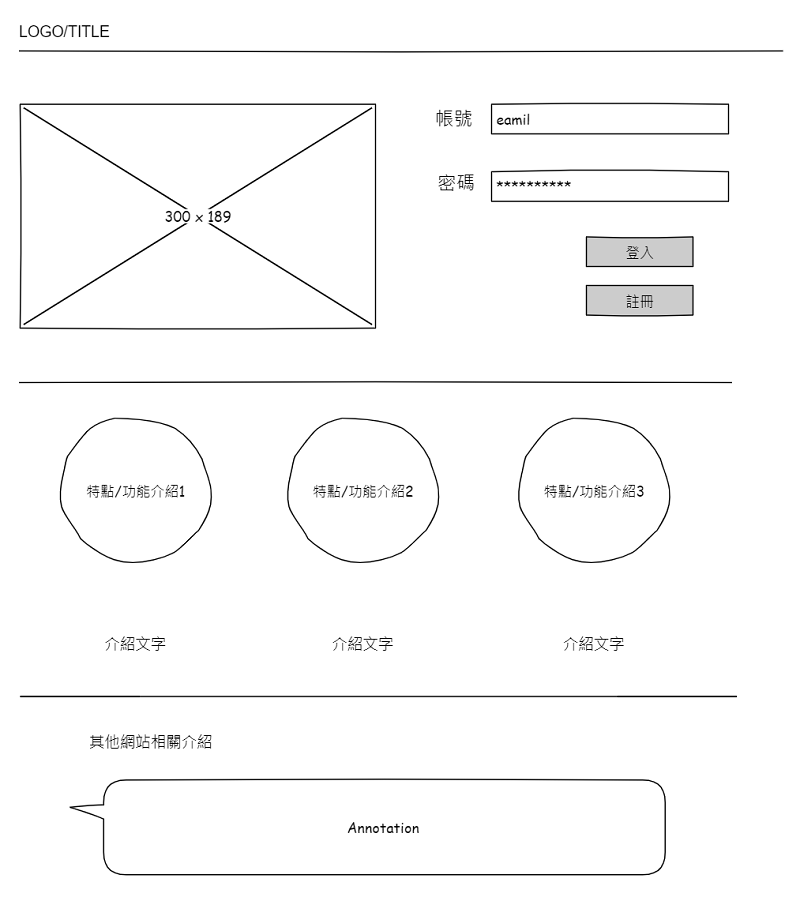 LOGO/TITLE
300 x 189
帳號
eamil
密碼
**********
登入
註冊
特點/功能介紹1
特點/功能介紹2
特點/功能介紹3
介紹文字
介紹文字
介紹文字
其他網站相關介紹
Annotation